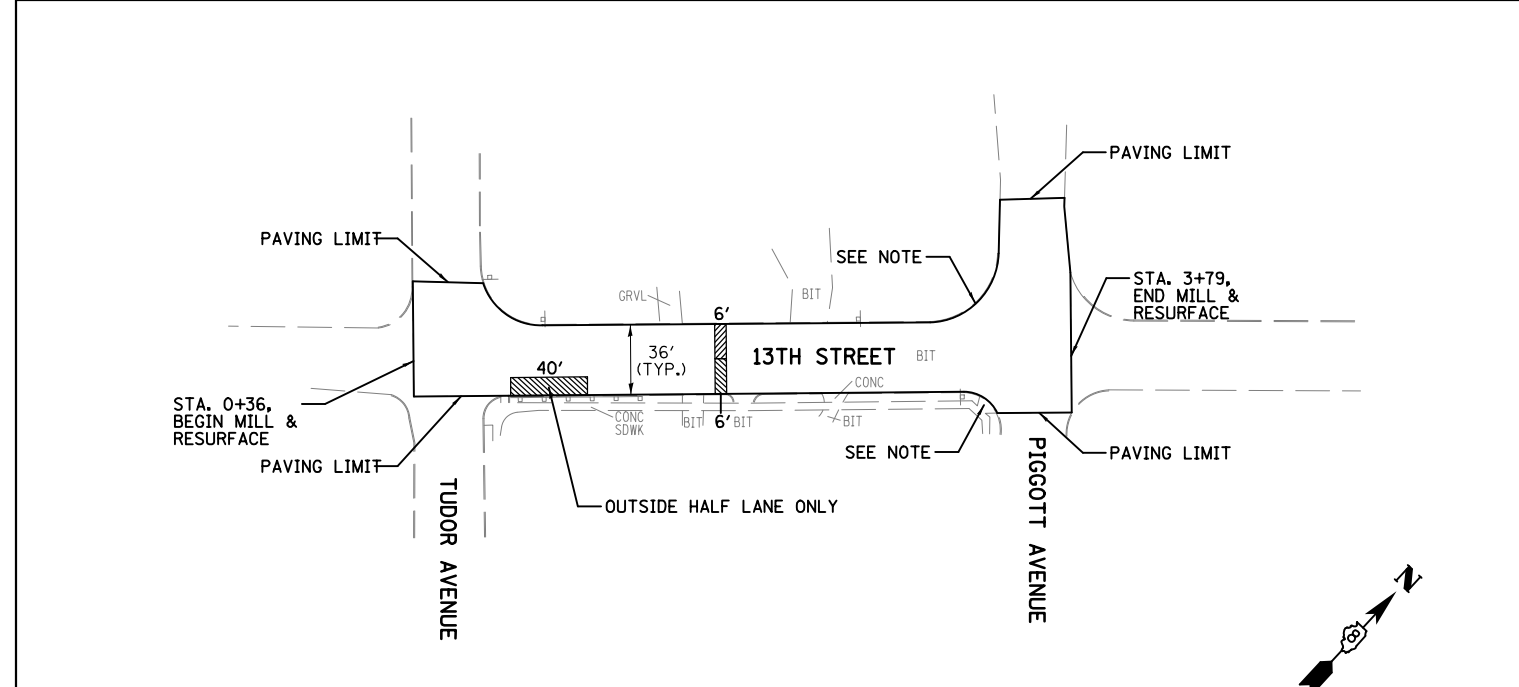 PAVING LIMIT
PAVING LIMIT
SEE NOTE
STA. 3+79,
END MILL &
RESURFACE
GRVL
BIT
6'
36'
(TYP.)
13TH STREET
BIT
40'
CONC
STA. 0+36,
BEGIN MILL &
RESURFACE
CONC
SDWK
BIT
6'
BIT
BIT
PAVING LIMIT
SEE NOTE
PAVING LIMIT
OUTSIDE HALF LANE ONLY
TUDOR AVENUE
PIGGOTT AVENUE
N
8